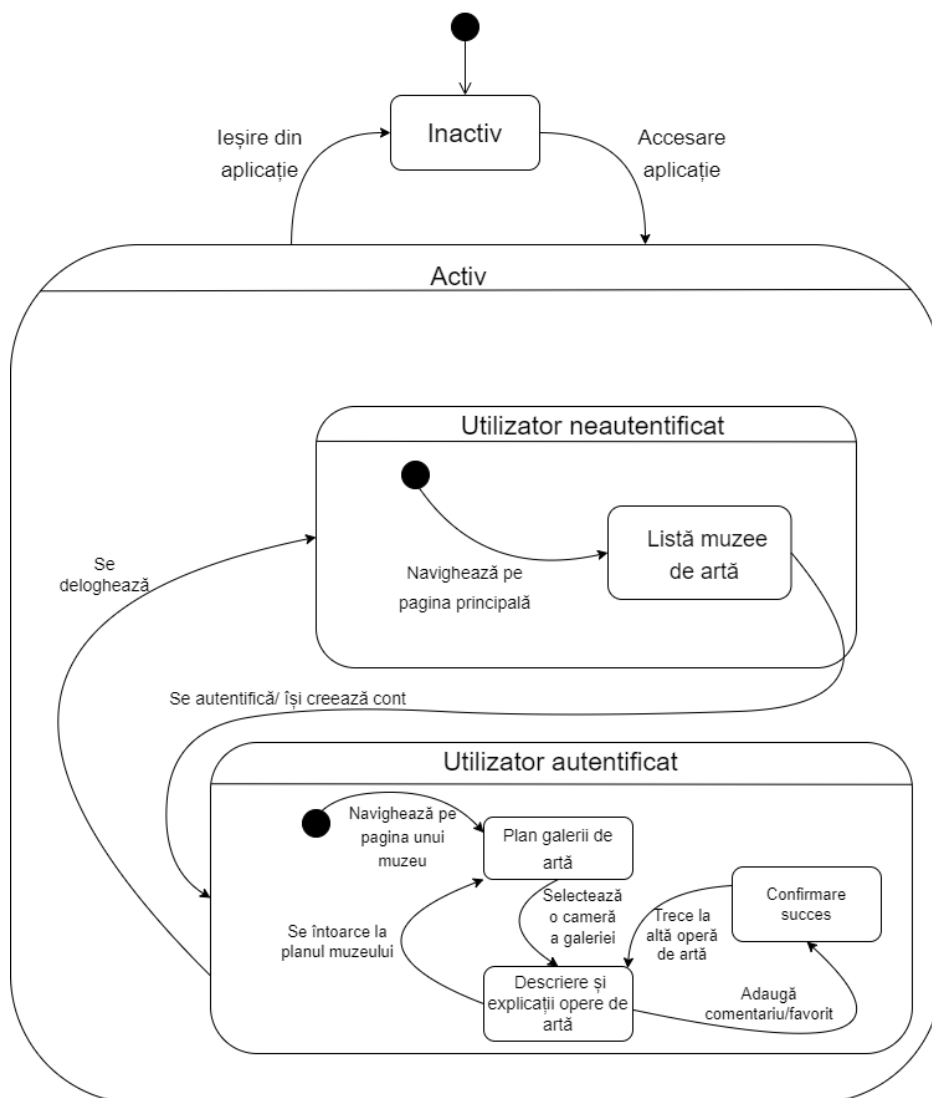 Inactiv
Ieșire din
aplicație
Accesare
aplicație
Activ
Utilizator neautentificat
Listă muzee
de artă
Navighează pe
pagina principală
Se
deloghează
Se autentifică/ își creează cont
Utilizator autentificat
Navighează pe
pagina unui
muzeu
Plan galerii de
artă
Selectează
o cameră
a galeriei
Se întoarce la
planul muzeului
Trece la
altă operă
de artă
Confirmare
succes
Descriere și
explicații opere de
artă
Adaugă
comentariu/favorit